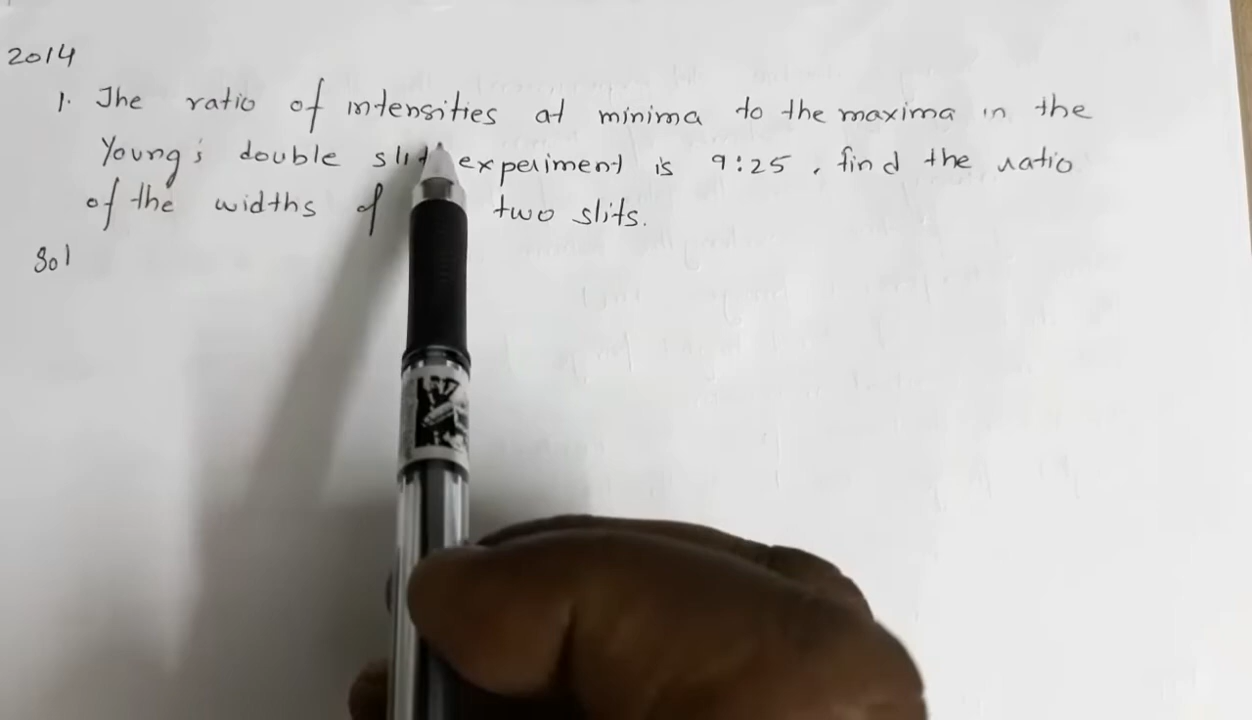 2014
1. The ratio of intensities at minima to the maxima in the
Young's double slit experiment is 9:25, find the ratio
of the widths of two slits.
Sol